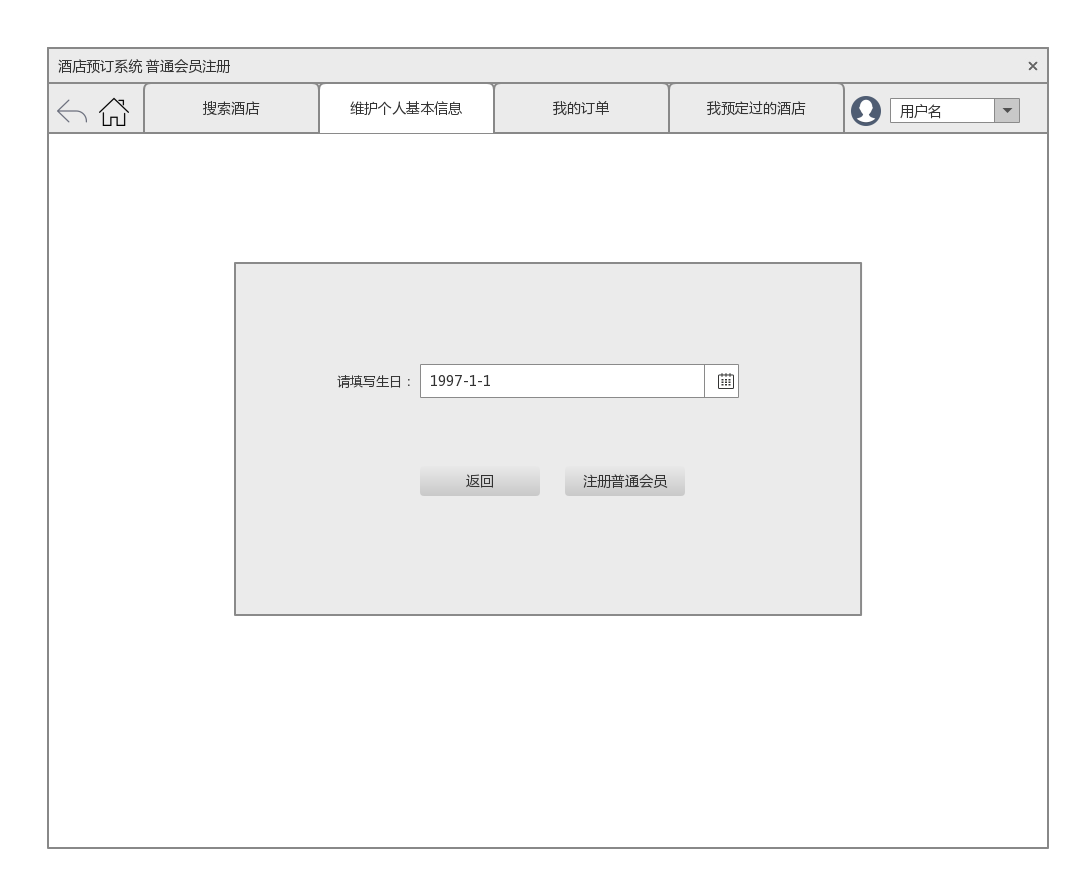 酒店预订系统 普通会员注册
搜索酒店
维护个人基本信息
我的订单
我预定过的酒店
用户名
请填写生日：
1997-1-1
返回
注册普通会员